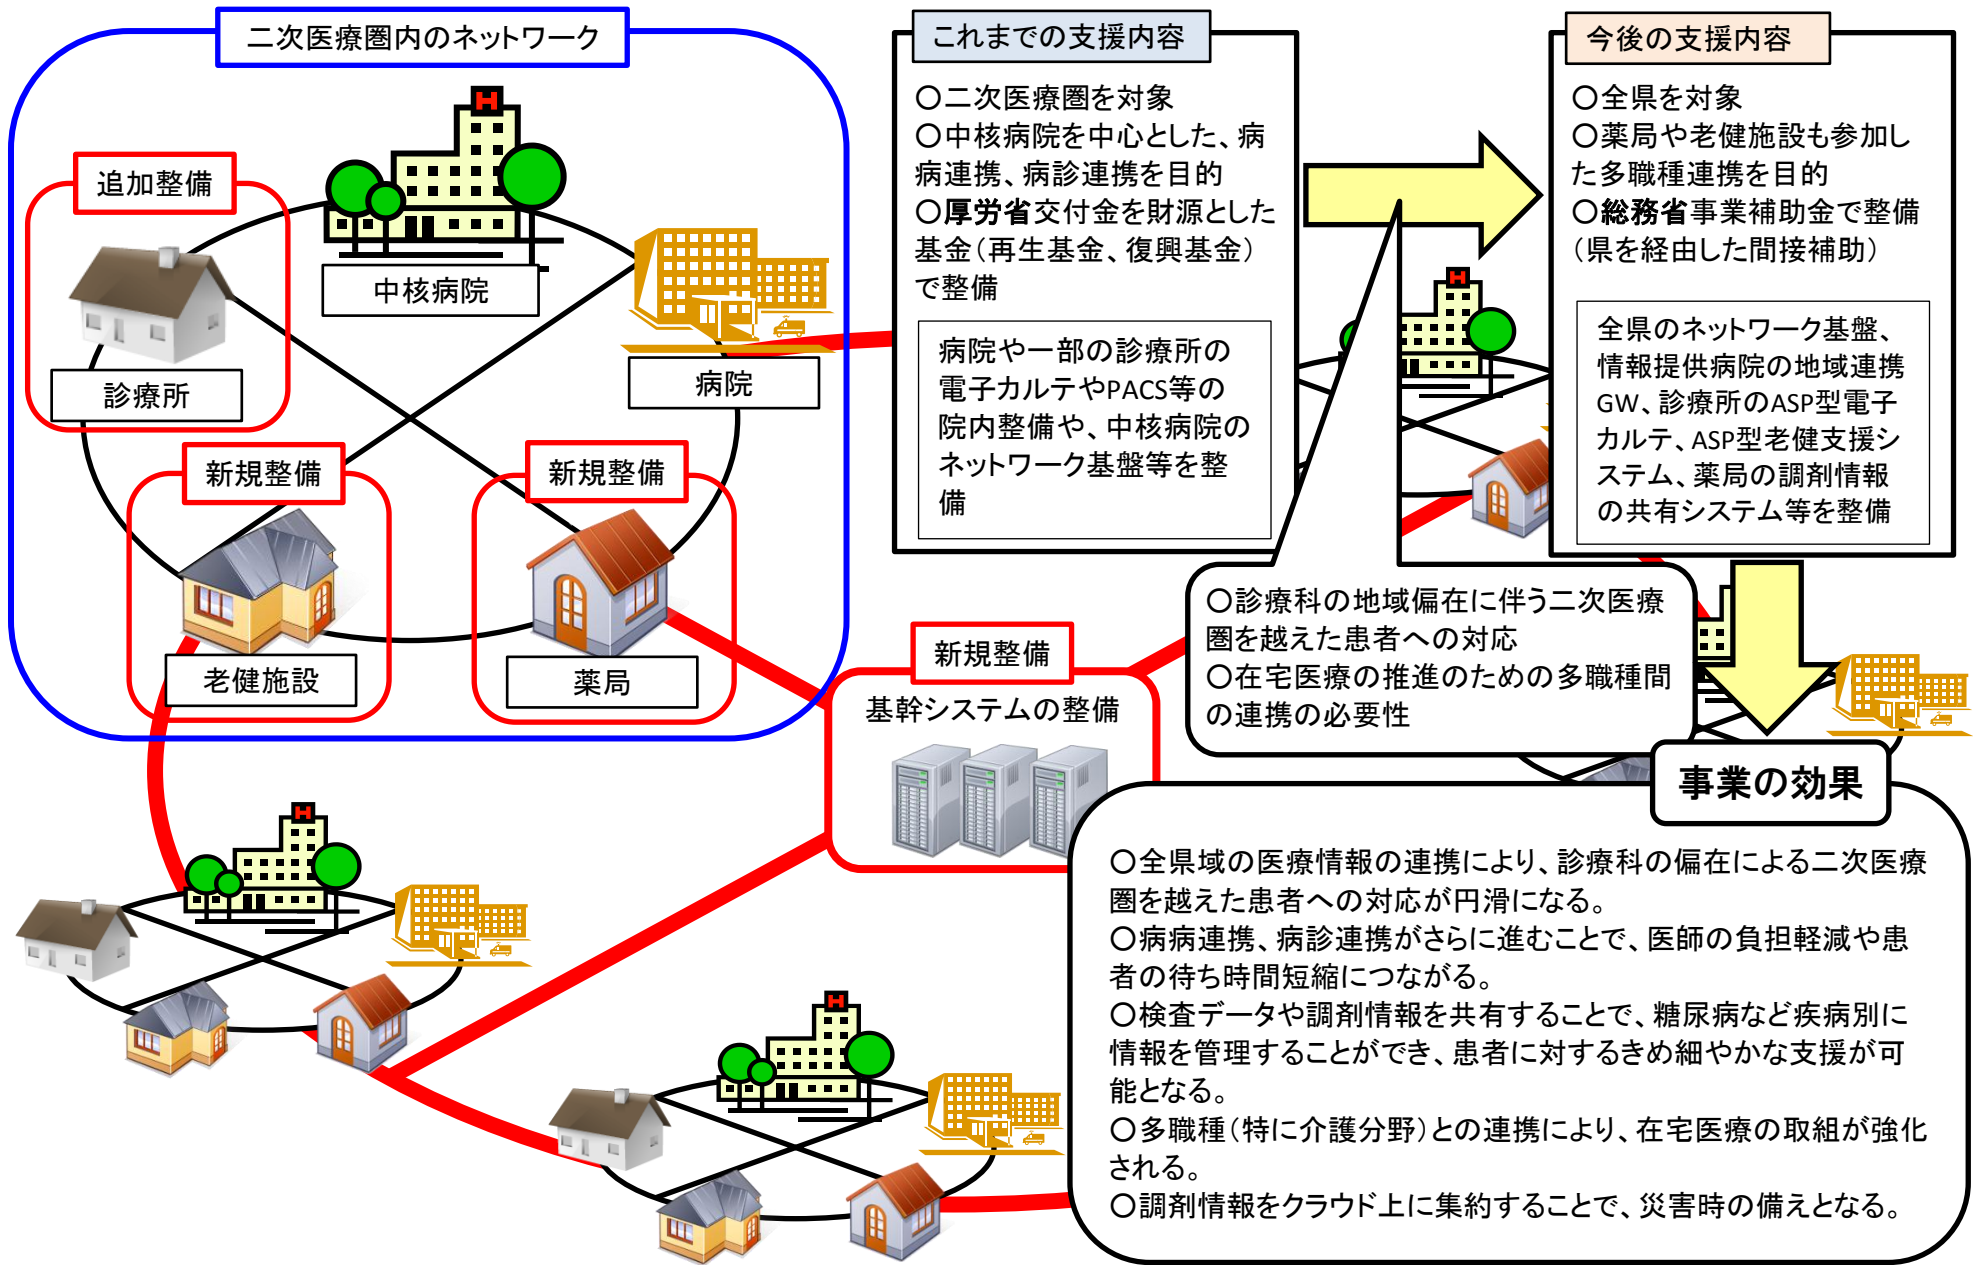 二次医療圏内のネットワーク
追加整備
中核病院
診療所
病院
新規整備
新規整備
老健施設
薬局
これまでの支援内容
〇二次医療圏を対象
〇中核病院を中心とした、病
病連携、病診連携を目的
〇厚労省交付金を財源とした
基金(再生基金、復興基金)
で整備
病院や一部の診療所の
電子カルテやPACS等の
院内整備や、中核病院の
ネットワーク基盤等を整
備
今後の支援内容
〇全県を対象
〇薬局や老健施設も参加し
た多職種連携を目的
〇総務省事業補助金で整備
(県を経由した間接補助)
全県のネットワーク基盤、
情報提供病院の地域連携
GW、診療所のASP型電子
カルテ、ASP型老健支援シ
ステム、薬局の調剤情報
の共有システム等を整備
〇診療科の地域偏在に伴う二次医療
圏を越えた患者への対応
〇在宅医療の推進のための多職種間
の連携の必要性
新規整備
基幹システムの整備
事業の効果
〇全県域の医療情報の連携により、診療科の偏在による二次医療
圏を越えた患者への対応が円滑になる。
〇病病連携、病診連携がさらに進むことで、医師の負担軽減や患
者の待ち時間短縮につながる。
〇検査データや調剤情報を共有することで、糖尿病など疾病別に
情報を管理することができ、患者に対するきめ細やかな支援が可
能となる。
〇多職種(特に介護分野)との連携により、在宅医療の取組が強化
される。
〇調剤情報をクラウド上に集約することで、災害時の備えとなる。